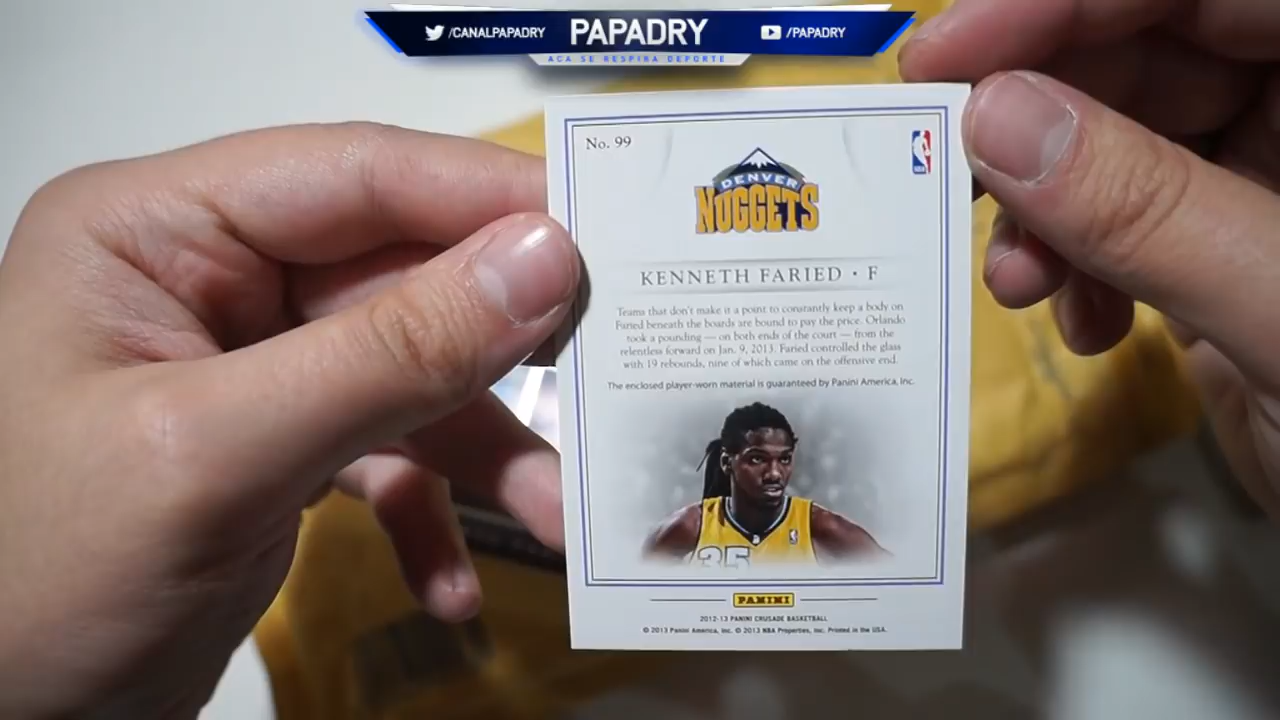 /CANALPAPADRY
PAPADRY
/PAPADRY
ACA SE RESPIRA DEPORTE
No. 99
NBA
DENVER
NUGGETS
KENNETH FARIED · F
Teams that don't make it a point to constantly keep a body on
Faried beneath the boards are bound to pay the price. Orlando
took a pounding — on both ends of the court — from the
relentless forward on Jan. 9, 2013. Faried controlled the glass
with 19 rebounds, nine of which came on the offensive end.
The enclosed player-worn material is guaranteed by Panini America, Inc.
35
PANINI
2012-13 PANINI CRUSADE BASKETBALL
© 2013 Panini America, Inc. © 2013 NBA Properties, Inc. Printed in the USA.